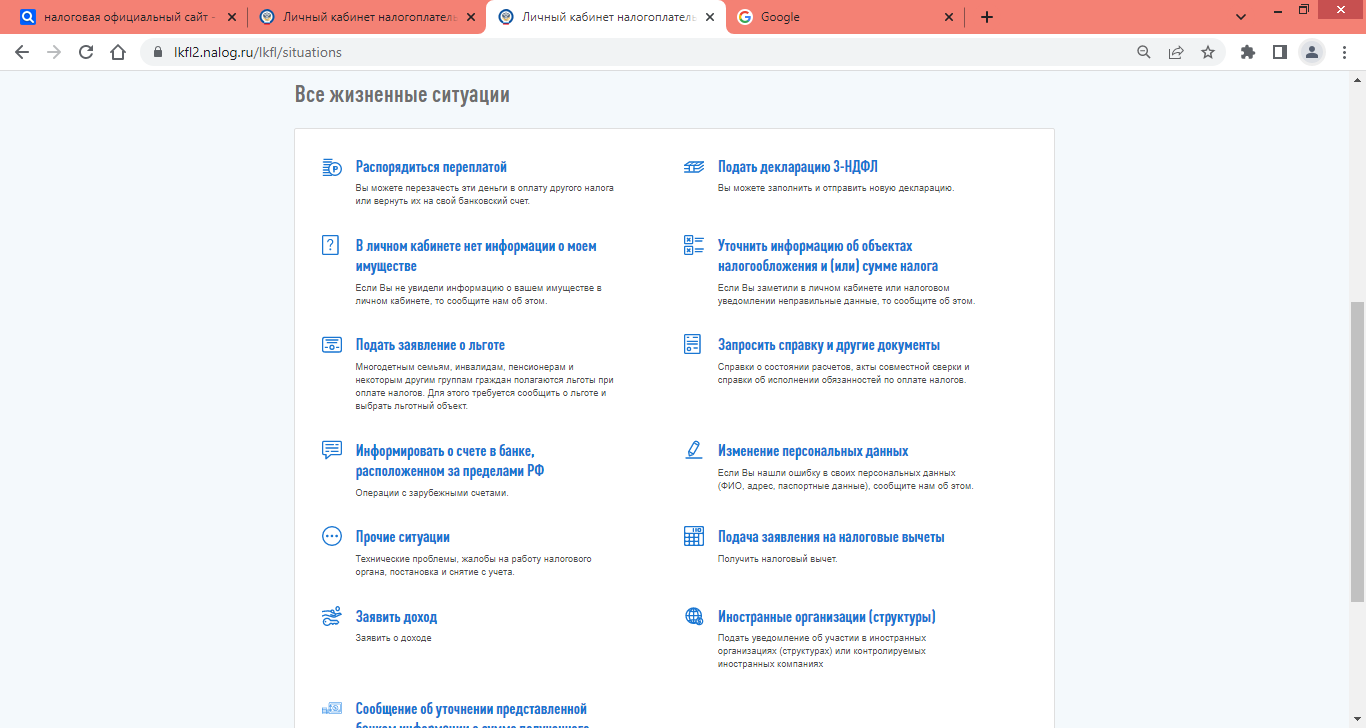 налоговая официальный сайт -
Личный кабинет налогоплатель
Личный кабинет налогоплатель
Google
lkfl2.nalog.ru/lkfl/situations
Все жизненные ситуации
Распорядиться переплатой
Вы можете перезачесть эти деньги в оплату другого налога
или вернуть их на свой банковский счет.
Подать декларацию 3-НДФЛ
Вы можете заполнить и отправить новую декларацию.
В личном кабинете нет информации о моем
имуществе
Если Вы не увидели информацию о вашем имуществе в
личном кабинете, то сообщите нам об этом.
Уточнить информацию об объектах
налогообложения и (или) сумме налога
Если Вы заметили в личном кабинете или налоговом
уведомлении неправильные данные, то сообщите об этом.
Подать заявление о льготе
Многодетным семьям, инвалидам, пенсионерам и
некоторым другим группам граждан полагаются льготы при
оплате налогов. Для этого требуется сообщить о льготе и
выбрать льготный объект.
Запросить справку и другие документы
Справки о состоянии расчетов, акты совместной сверки и
справки об исполнении обязанностей по оплате налогов.
Информировать о счете в банке,
расположенном за пределами РФ
Операции с зарубежными счетами.
Изменение персональных данных
Если Вы нашли ошибку в своих персональных данных
(ФИО, адрес, паспортные данные), сообщите нам об этом.
Прочие ситуации
Технические проблемы, жалобы на работу налогового
органа, постановка и снятие с учета.
Подача заявления на налоговые вычеты
Получить налоговый вычет.
Заявить доход
Заявить о доходе
Иностранные организации (структуры)
Подать уведомление об участии в иностранных
организациях (структурах) или контролируемых
иностранных компаниях
Сообщение об уточнении представленной
банком информации о сумме полученного